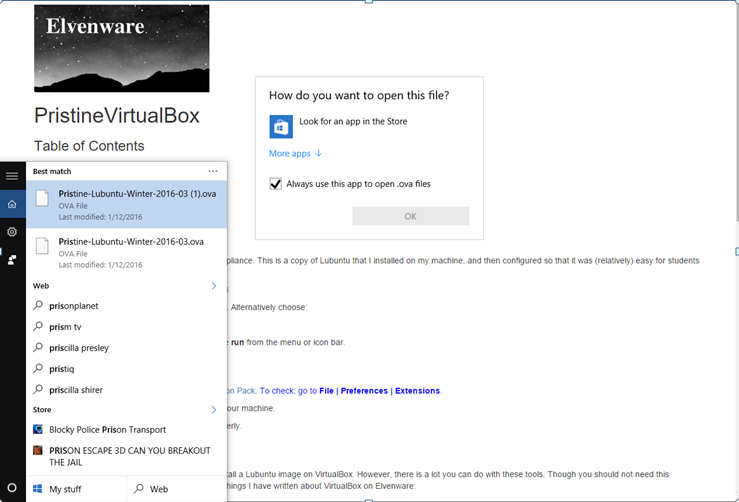 Elvenware
PristineVirtualBox
Table of Contents
How do you want to open this file?
Look for an app in the Store
More apps
Always use this app to open .ova files
OK
Best match
Pristine-Lubuntu-Winter-2016-03 (1).ova
OVA File
Last modified: 1/12/2016
Pristine-Lubuntu-Winter-2016-03.ova
OVA File
Last modified: 1/12/2016
Web
prisonplanet
prism tv
priscilla presley
pristiq
priscilla shirer
Store
Blocky Police Prison Transport
PRISON ESCAPE 3D CAN YOU BREAKOUT
THE JAIL
My stuff
Web
pliance. This is a copy of Lubuntu that I installed on my machine, and then configured so that it was (relatively) easy for students
. Alternatively choose:
run from the menu or icon bar.
on Pack. To check, go to File | Preferences | Extensions.
our machine.
erly.
tall a Lubuntu image on VirtualBox. However, there is a lot you can do with these tools. Though you should not need this
things I have written about VirtualBox on Elvenware: